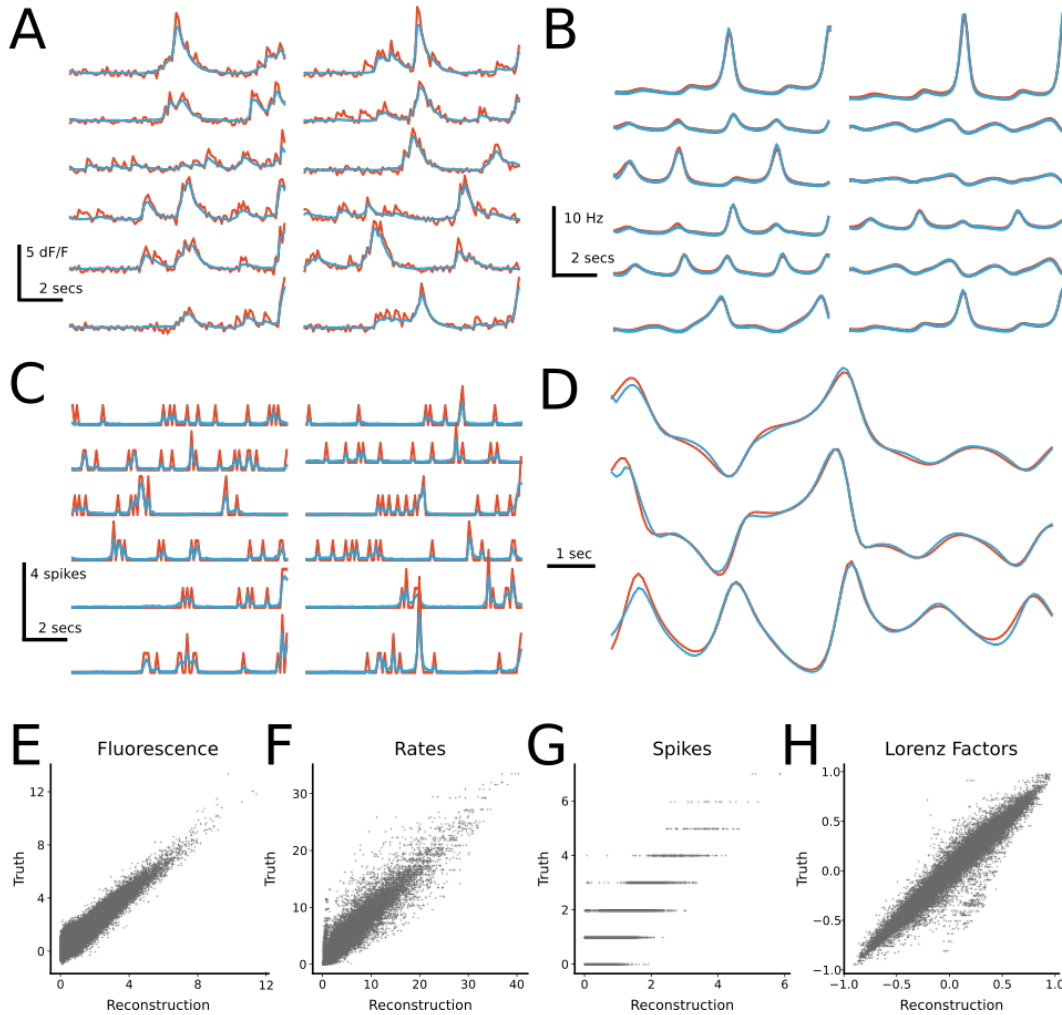 A
B
5 dF/F
2 secs
10 Hz
2 secs
C
D
4 spikes
2 secs
1 sec
E
Fluorescence
F
Rates
G
Spikes
H
Lorenz Factors
12
8
4
0
Truth
0
4
8
12
Reconstruction
30
20
10
0
Truth
0
10
20
30
40
Reconstruction
6
4
2
0
Truth
0
2
4
6
Reconstruction
1.0
0.5
0.0
−0.5
−1.0
Truth
−1.0
−0.5
0.0
0.5
1.0
Reconstruction